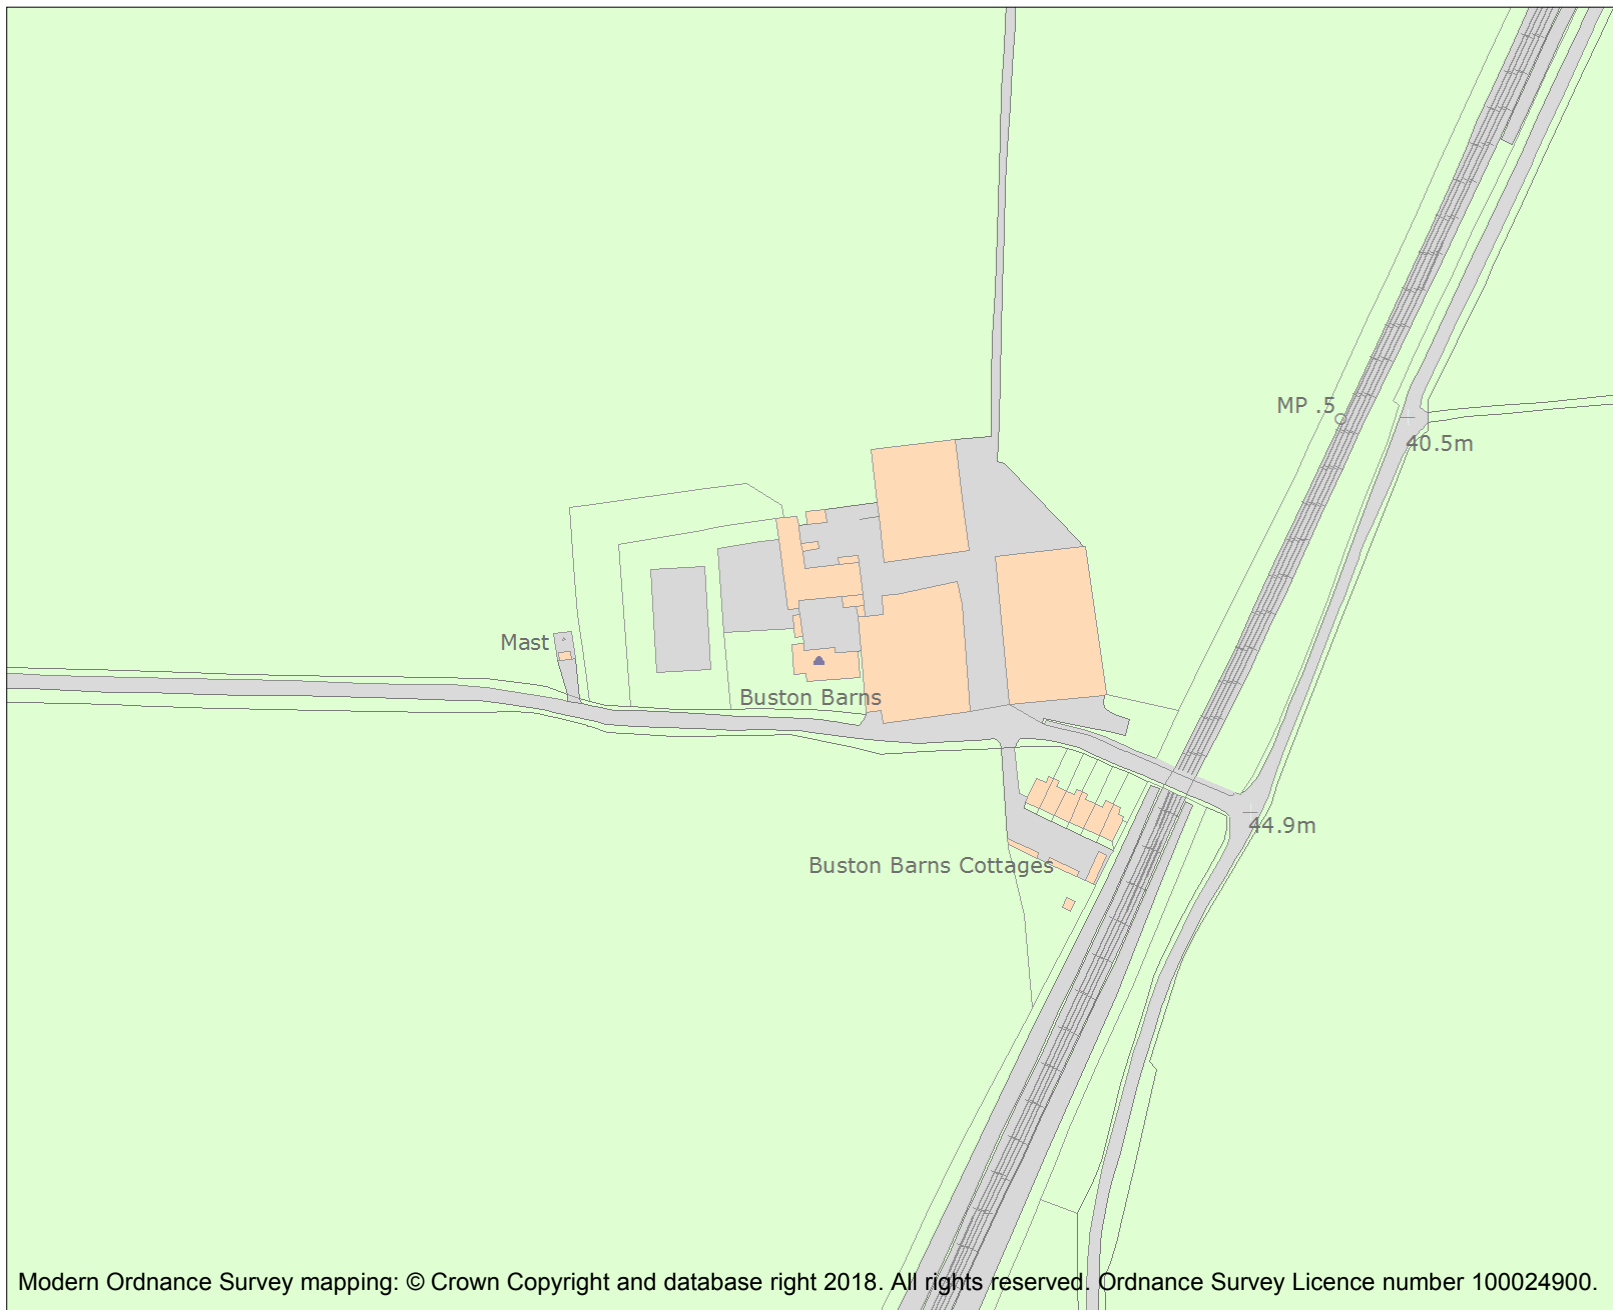 MP .5
40.5m
Mast
Buston Barns
44.9m
Buston Barns Cottages
Modern Ordnance Survey mapping: © Crown Copyright and database right 2018. All rights reserved. Ordnance Survey Licence number 100024900.